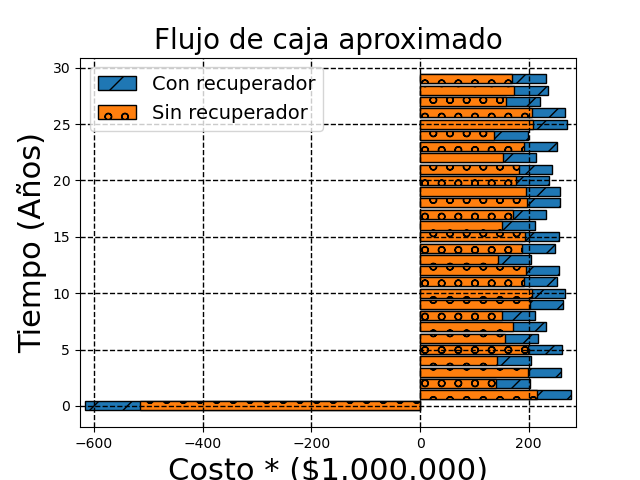 Flujo de caja aproximado
Con recuperador
Sin recuperador
Tiempo (Años)
30
25
20
15
10
5
0
−600 −400 −200 0 200
Costo * ($1.000.000)